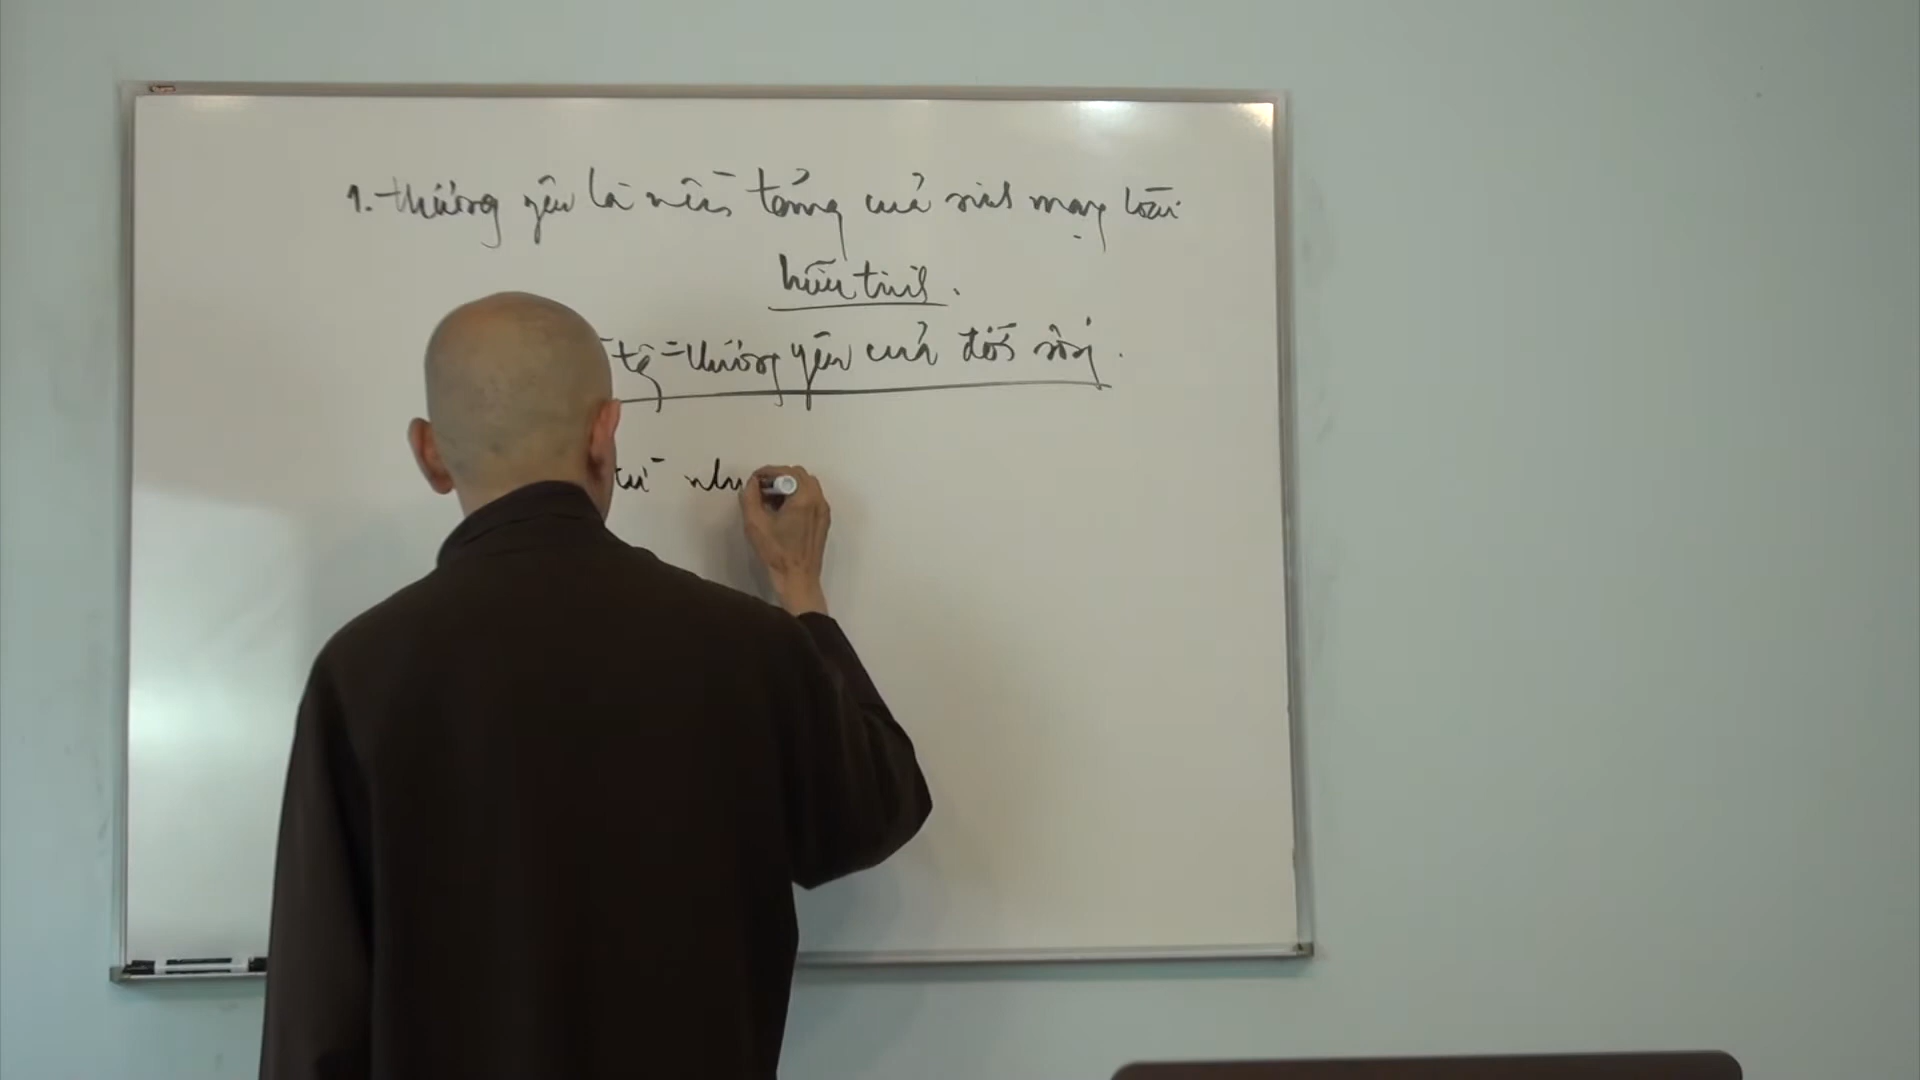 1. thương yêu là nền tảng của sinh mạng loài
hữu tình.
tệ = thương yêu của đời sống.
từ